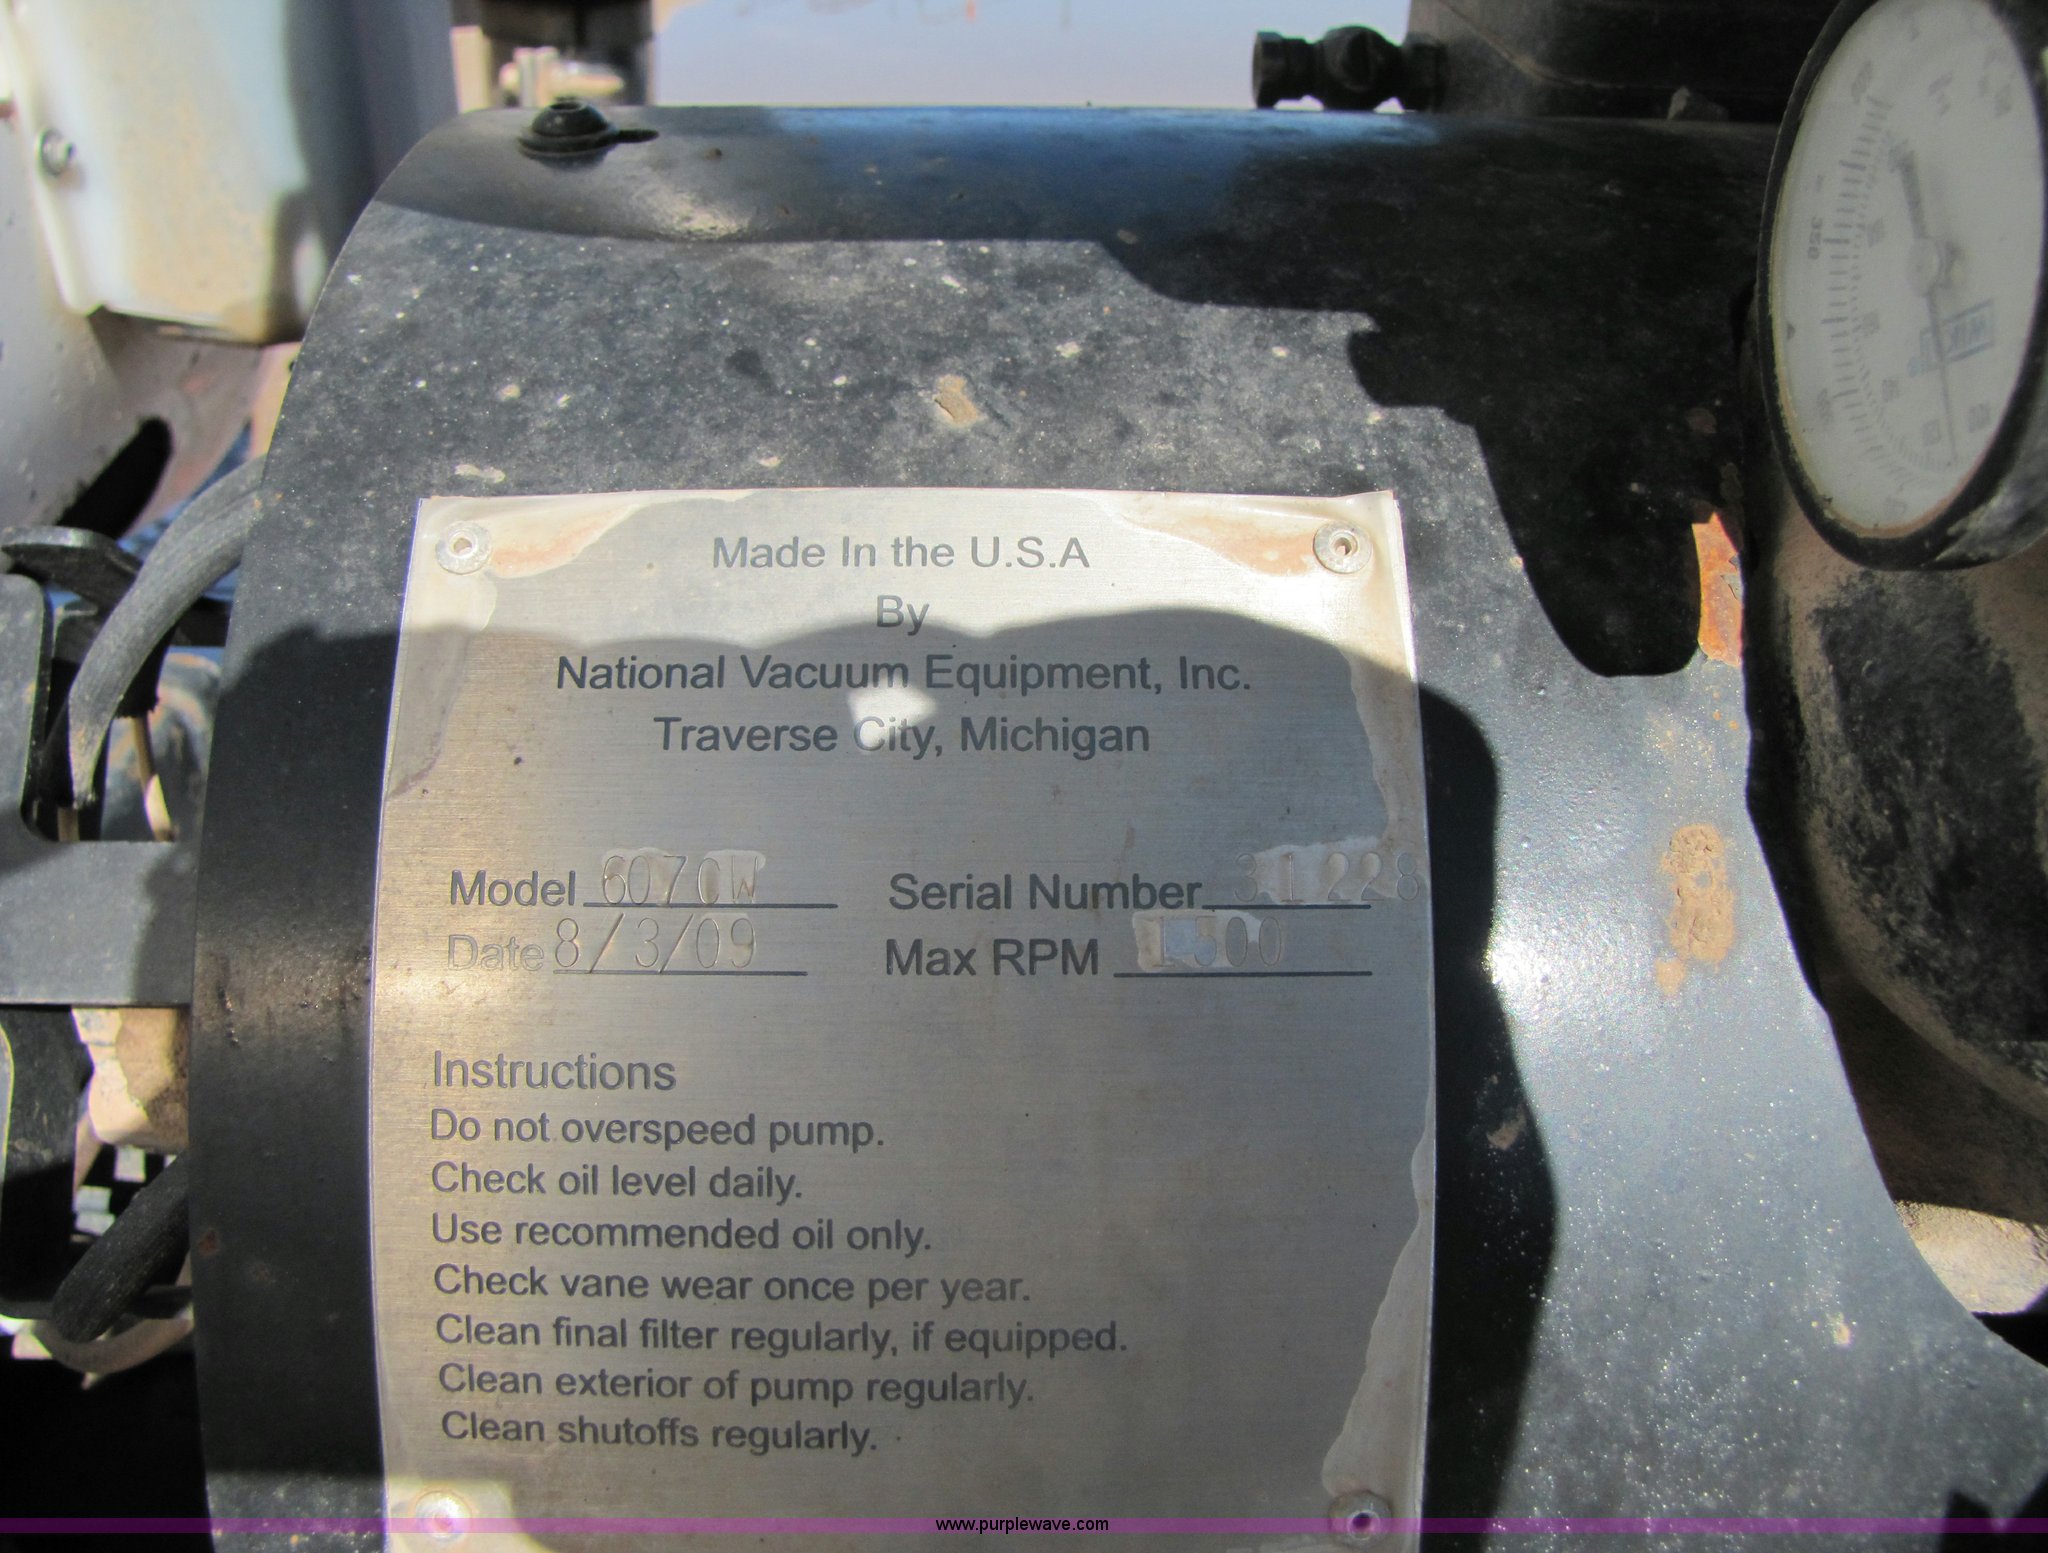 Made In the U.S.A
By
National Vacuum Equipment, Inc.
Traverse City, Michigan
Model 607CW Serial Number 31228
Date 8/3/09 Max RPM 1500
Instructions
Do not overspeed pump.
Check oil level daily.
Use recommended oil only.
Check vane wear once per year.
Clean final filter regularly, if equipped.
Clean exterior of pump regularly.
Clean shutoffs regularly.
www.purplewave.com